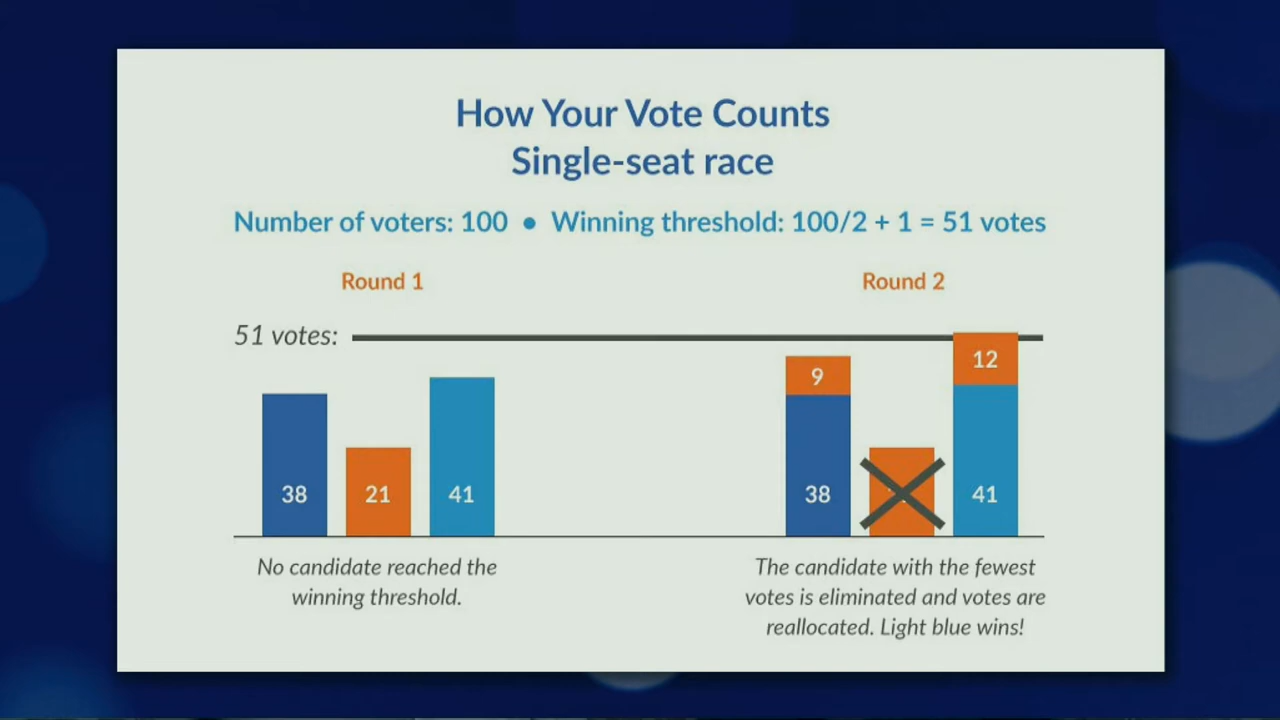 How Your Vote Counts
Single-seat race
Number of voters: 100 • Winning threshold: 100/2 + 1 = 51 votes
Round 1
Round 2
51 votes:
38
21
41
9
38
12
41
No candidate reached the
winning threshold.
The candidate with the fewest
votes is eliminated and votes are
reallocated. Light blue wins!